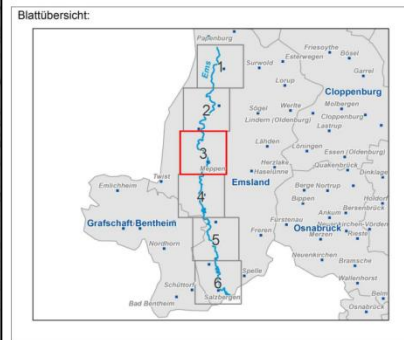 Blattübersicht:
Papenburg
Friesoythe Bösel
Esterwegen
Ems
1
Surwold
Garrel
Lorup
Cloppenburg
2
Sögel Werlte
Molbergen
Cloppenburg
Lindern (Oldenburg)
Lastrup
3
Lähden
Löningen
Essen (Oldenburg)
Meppen
Herzlake
Haselünne
Quakenbrück
Dinklage
Twist
Emsland
Emlichheim
4
Berge Nortrup
Holdorf
Bippen
Bersenbrück
Ankum
Grafschaft Bentheim
Fürstenau
Osnabrück
Neuenkirchen-Vörden
5
Freren
Merzen
Rieste
Nordhorn
Neuenkirchen
Bramsche
Spelle
6
Wallenhorst
Schüttorf
Salzbergen
Bad Bentheim
Osnabrück